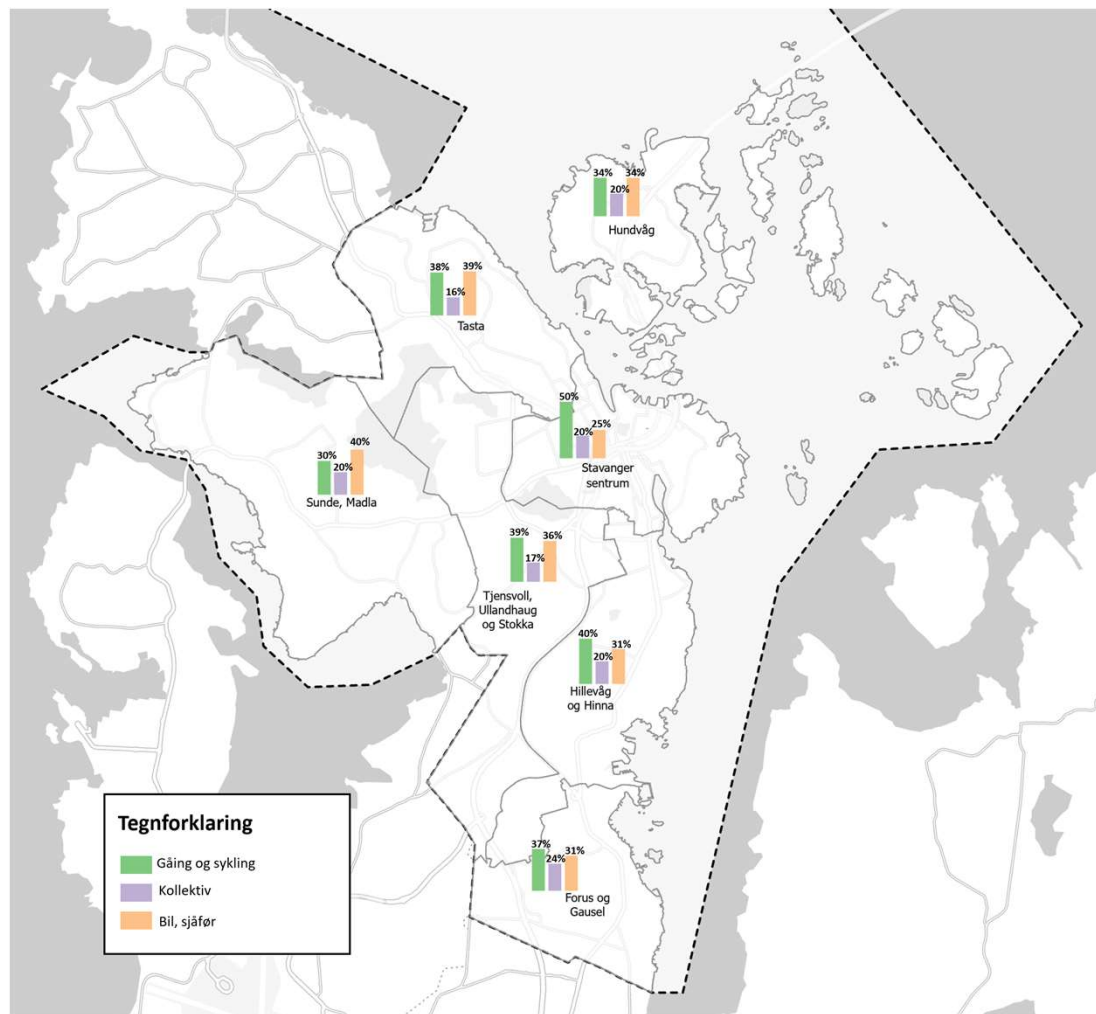 34% 20% 34%
Hundvåg
38% 16% 39%
Tasta
50% 20% 25%
Stavanger
sentrum
30% 20% 40%
Sunde, Madla
39% 17% 36%
Tjensvoll,
Ullandhaug
og Stokka
40% 20% 31%
Hillevåg
og Hinna
37% 24% 31%
Forus og
Gausel
Tegnforklaring
Gåing og sykling
Kollektiv
Bil, sjåfør